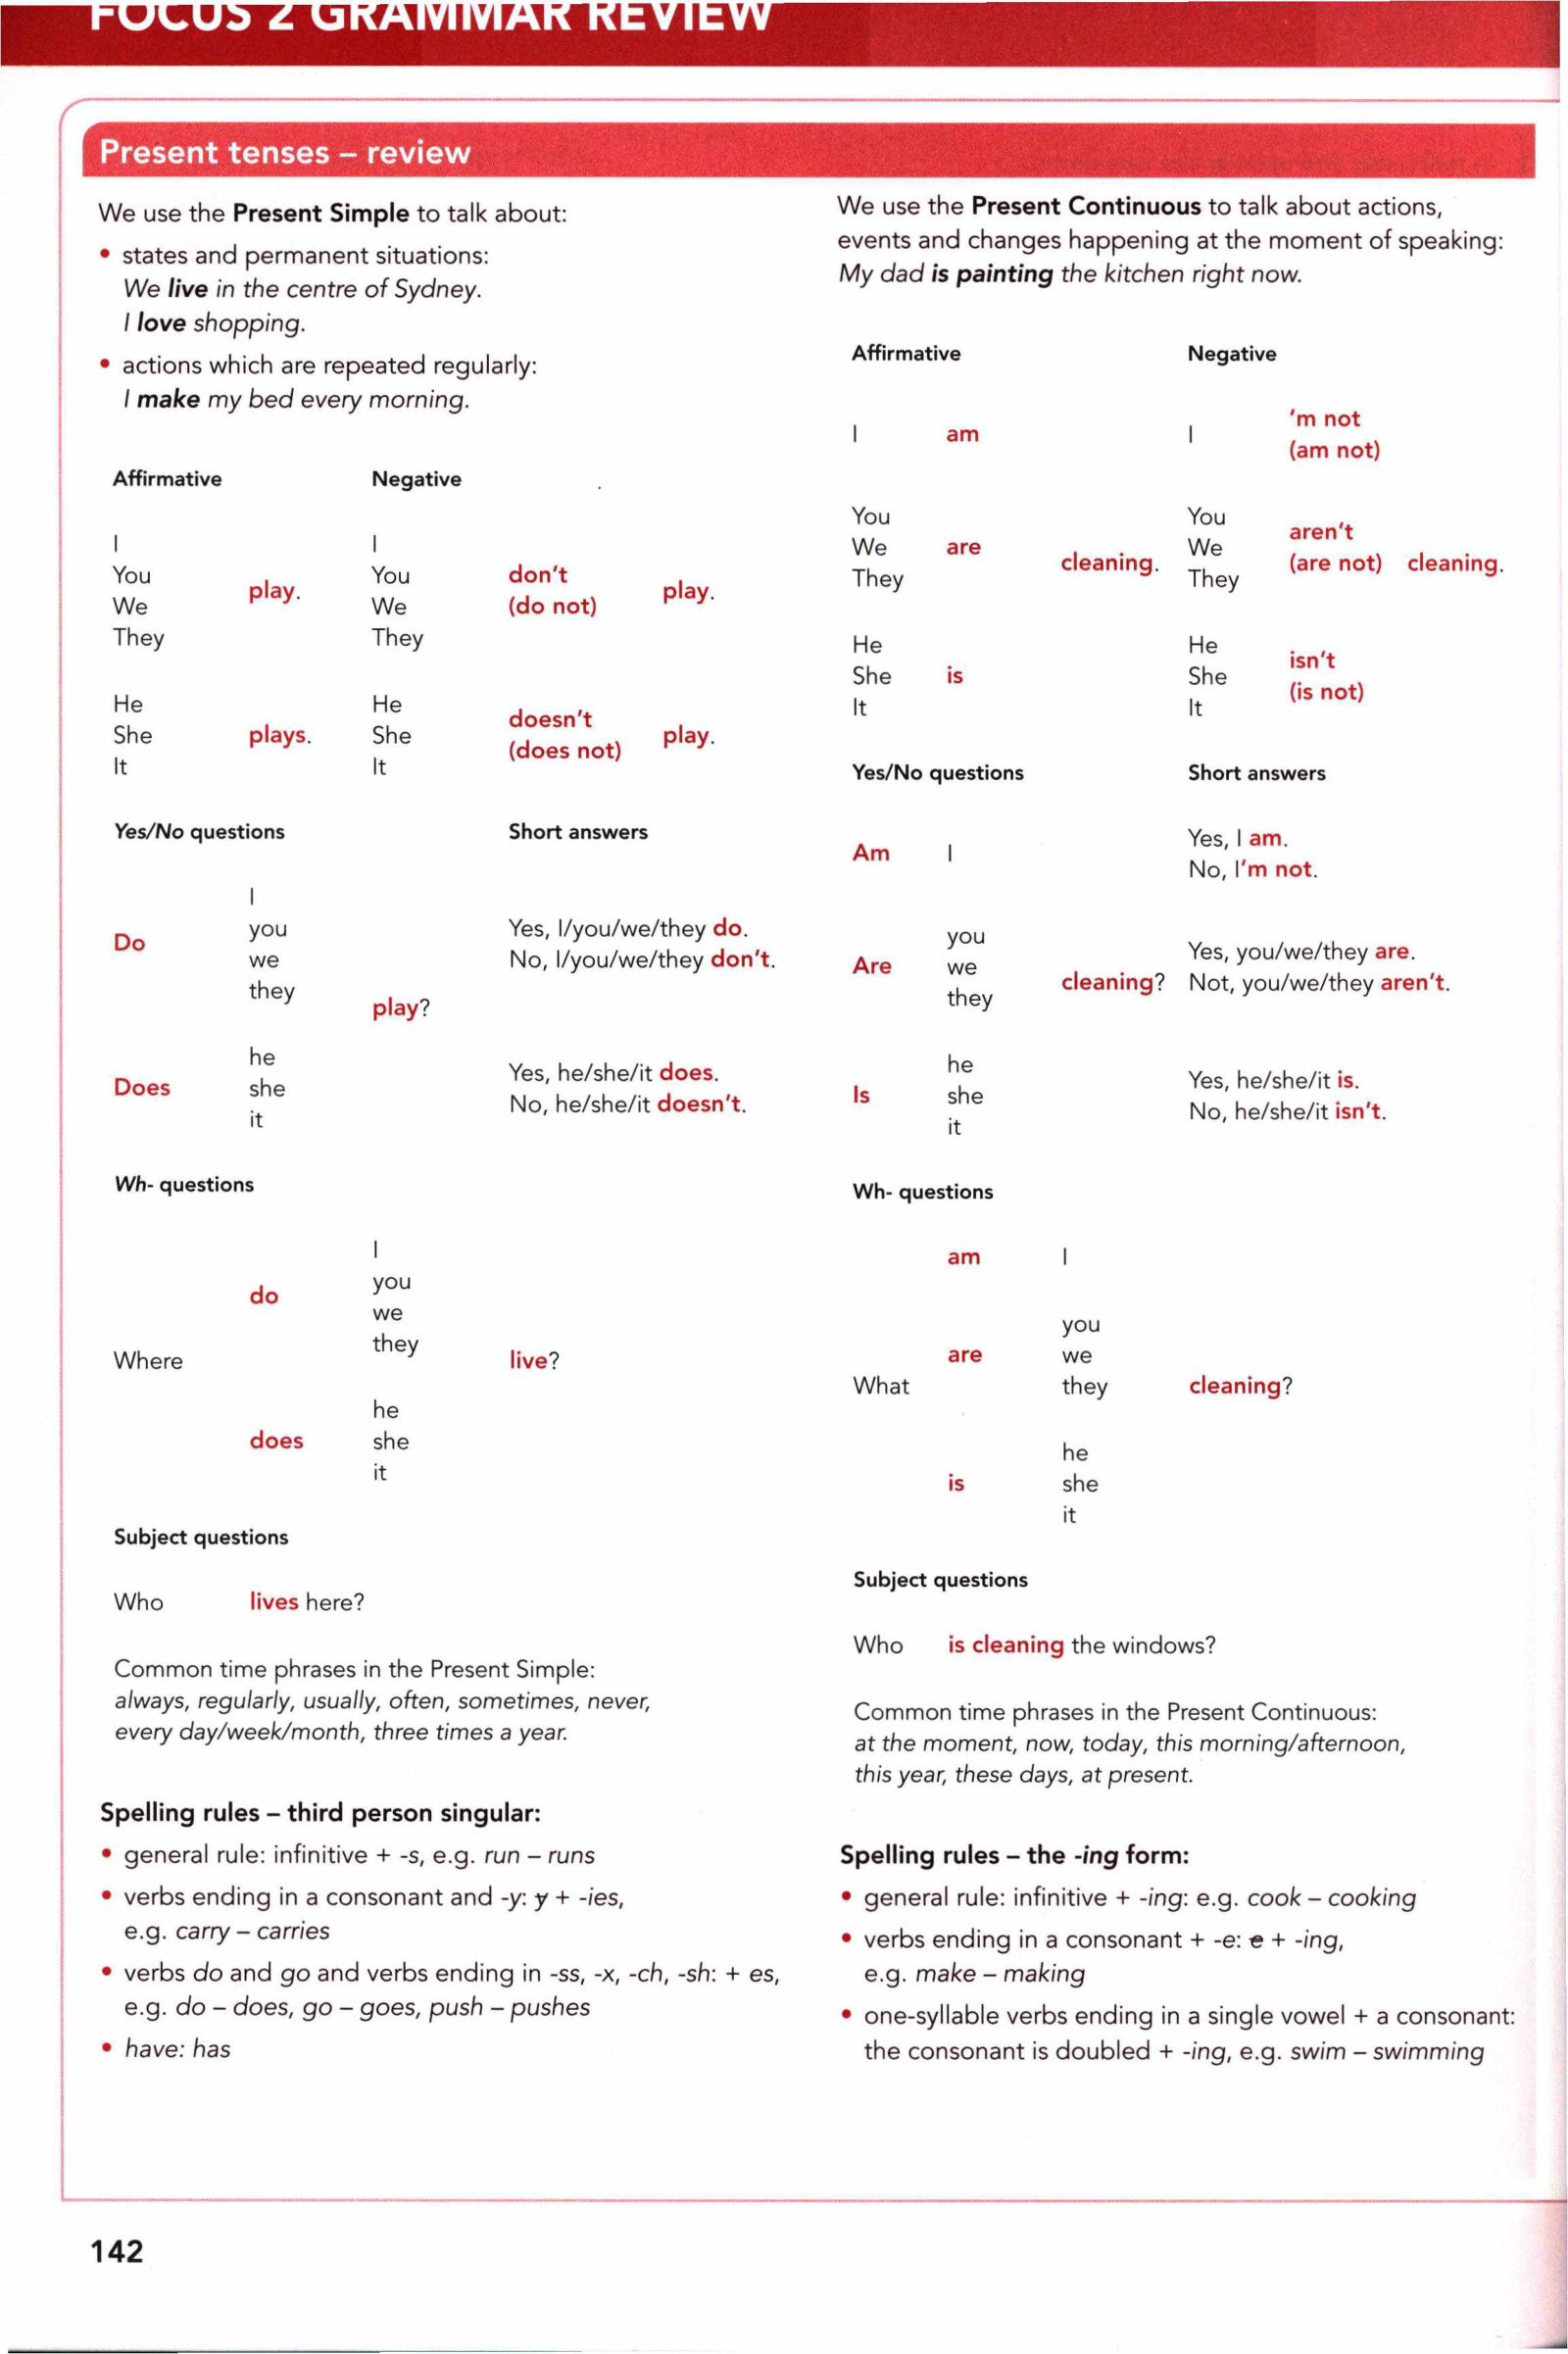 FOCUS 2 GRAMMAR REVIEW
Present tenses – review
We use the Present Simple to talk about:
• states and permanent situations:
We live in the centre of Sydney.
I love shopping.
• actions which are repeated regularly:
I make my bed every morning.
Affirmative Negative
I I
You You don't
play. play.
We We (do not)
They They
He He
doesn't
She plays. She play.
(does not)
It It
Yes/No questions Short answers
I
you Yes, I/you/we/they do.
Do
we No, I/you/we/they don't.
they
play?
he
Yes, he/she/it does.
Does she
No, he/she/it doesn't.
it
Wh- questions
I
you
do
we
they
Where live?
he
does she
it
Subject questions
Who lives here?
Common time phrases in the Present Simple:
always, regularly, usually, often, sometimes, never,
every day/week/month, three times a year.
Spelling rules – third person singular:
• general rule: infinitive + -s, e.g. run – runs
• verbs ending in a consonant and -y: y + -ies,
e.g. carry – carries
• verbs do and go and verbs ending in -ss, -x, -ch, -sh: + es,
e.g. do – does, go – goes, push – pushes
• have: has
We use the Present Continuous to talk about actions,
events and changes happening at the moment of speaking:
My dad is painting the kitchen right now.
Affirmative Negative
'm not
I am I
(am not)
You You
aren't
We are We
cleaning. (are not) cleaning.
They They
He He
isn't
She is She
(is not)
It It
Yes/No questions Short answers
Yes, I am.
Am I
No, I'm not.
you
Yes, you/we/they are.
Are we
cleaning? Not, you/we/they aren't.
they
he
Yes, he/she/it is.
Is she
No, he/she/it isn't.
it
Wh- questions
am I
you
are we
What they cleaning?
he
is she
it
Subject questions
Who is cleaning the windows?
Common time phrases in the Present Continuous:
at the moment, now, today, this morning/afternoon,
this year, these days, at present.
Spelling rules – the -ing form:
• general rule: infinitive + -ing: e.g. cook – cooking
• verbs ending in a consonant + -e: e + -ing,
e.g. make – making
• one-syllable verbs ending in a single vowel + a consonant:
the consonant is doubled + -ing, e.g. swim – swimming
142